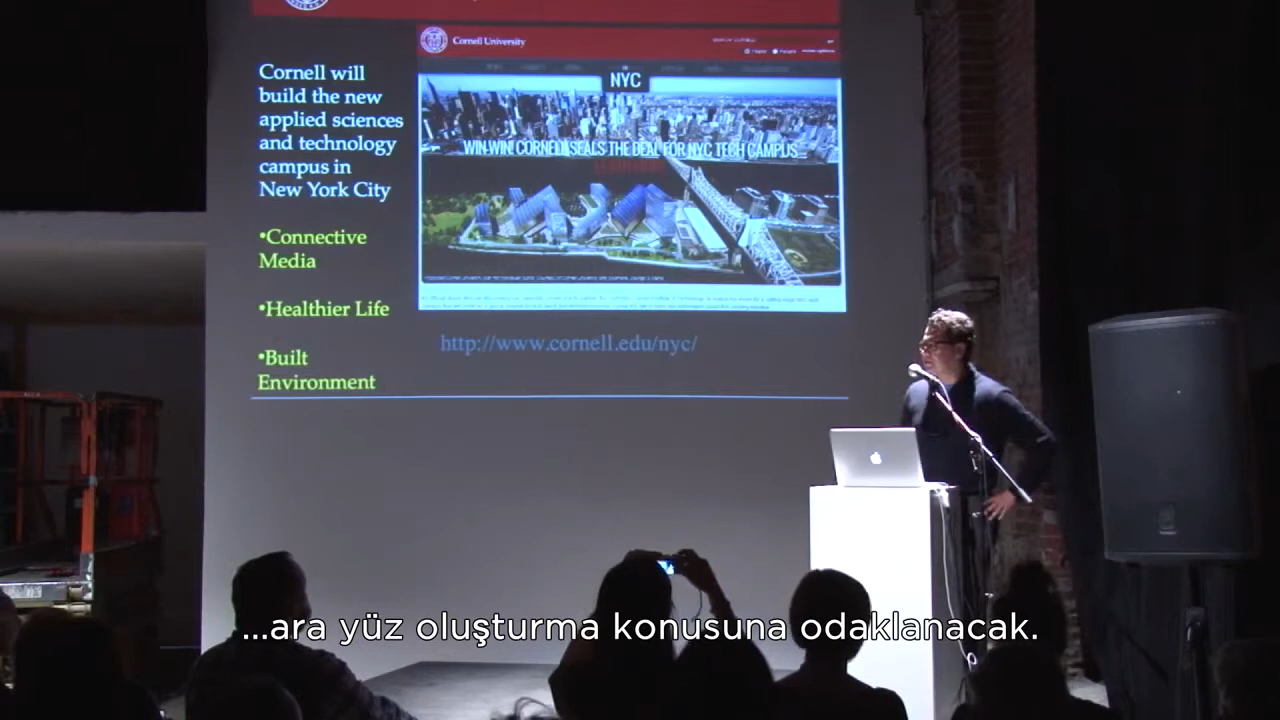 Cornell will
build the new
applied sciences
and technology
campus in
New York City
•Connective
Media
•Healthier Life
•Built
Environment
Cornell University
NYC
WIN-WIN! CORNELL SEALS THE DEAL FOR NYC TECH CAMPUS
http://www.cornell.edu/nyc/
...ara yüz oluşturma konusuna odaklanacak.